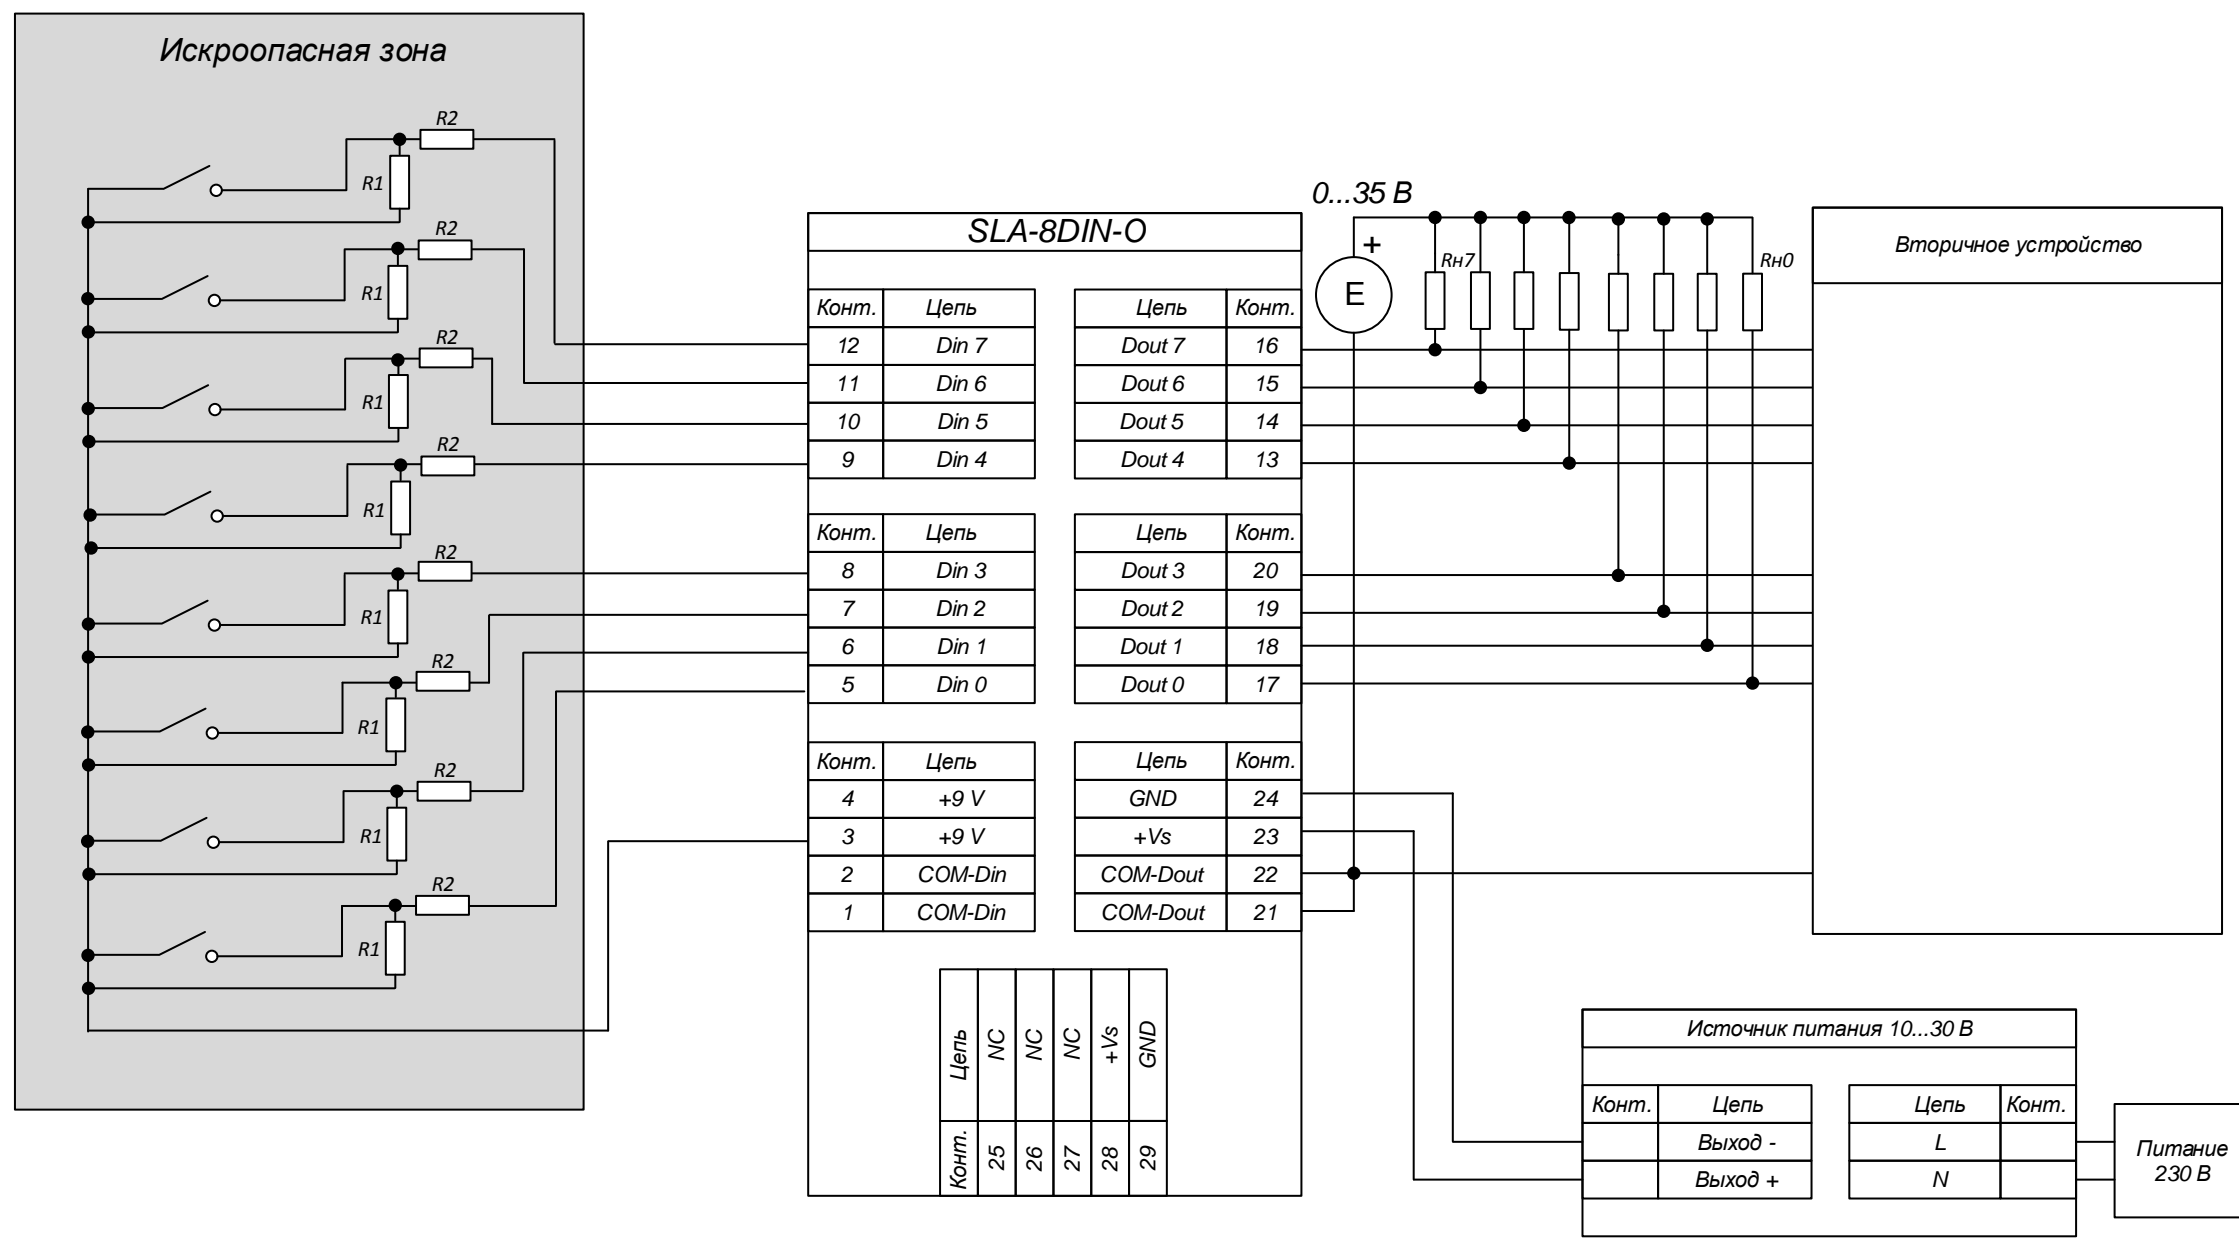 Искроопасная зона
R2
R1
R2
R1
R2
R1
R2
R1
R2
R1
R2
R1
R2
R1
R2
R1
SLA-8DIN-O
Конт. Цепь Цепь Конт.
12 Din 7 Dout 7 16
11 Din 6 Dout 6 15
10 Din 5 Dout 5 14
9 Din 4 Dout 4 13
Конт. Цепь Цепь Конт.
8 Din 3 Dout 3 20
7 Din 2 Dout 2 19
6 Din 1 Dout 1 18
5 Din 0 Dout 0 17
Конт. Цепь Цепь Конт.
4 +9 V GND 24
3 +9 V +Vs 23
2 COM-Din COM-Dout 22
1 COM-Din COM-Dout 21
Конт. Цепь
25 NC
26 NC
27 NC
28 +Vs
29 GND
0...35 В
+
E
Rн7
Rн0
Вторичное устройство
Источник питания 10...30 В
Конт. Цепь Цепь Конт.
Выход - L
Выход + N
Питание
230 В